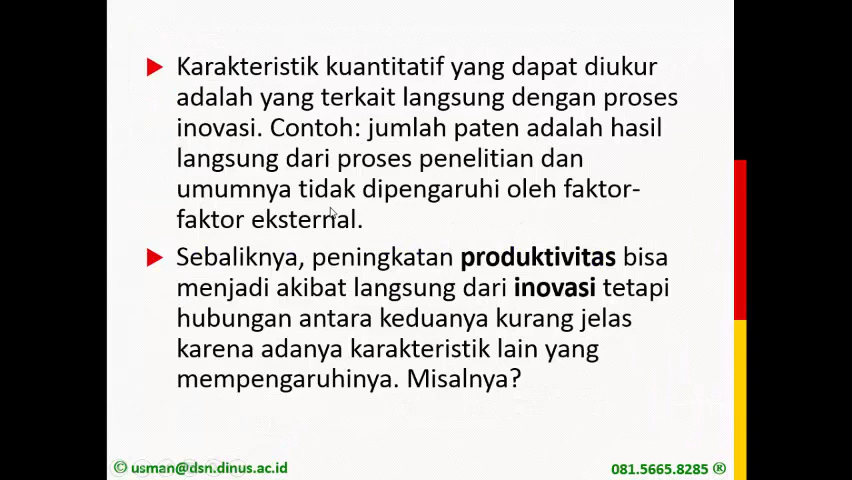 Karakteristik kuantitatif yang dapat diukur
adalah yang terkait langsung dengan proses
inovasi. Contoh: jumlah paten adalah hasil
langsung dari proses penelitian dan
umumnya tidak dipengaruhi oleh faktor-
faktor eksternal.
Sebaliknya, peningkatan produktivitas bisa
menjadi akibat langsung dari inovasi tetapi
hubungan antara keduanya kurang jelas
karena adanya karakteristik lain yang
mempengaruhinya. Misalnya?
© usman@dsn.dinus.ac.id
081.5665.8285 ®